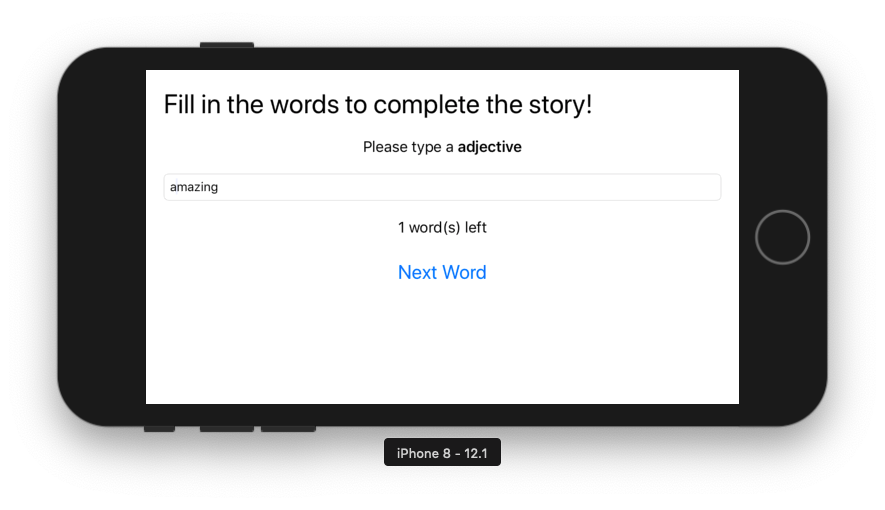 Fill in the words to complete the story!
Please type a adjective
amazing
1 word(s) left
Next Word
iPhone 8 - 12.1